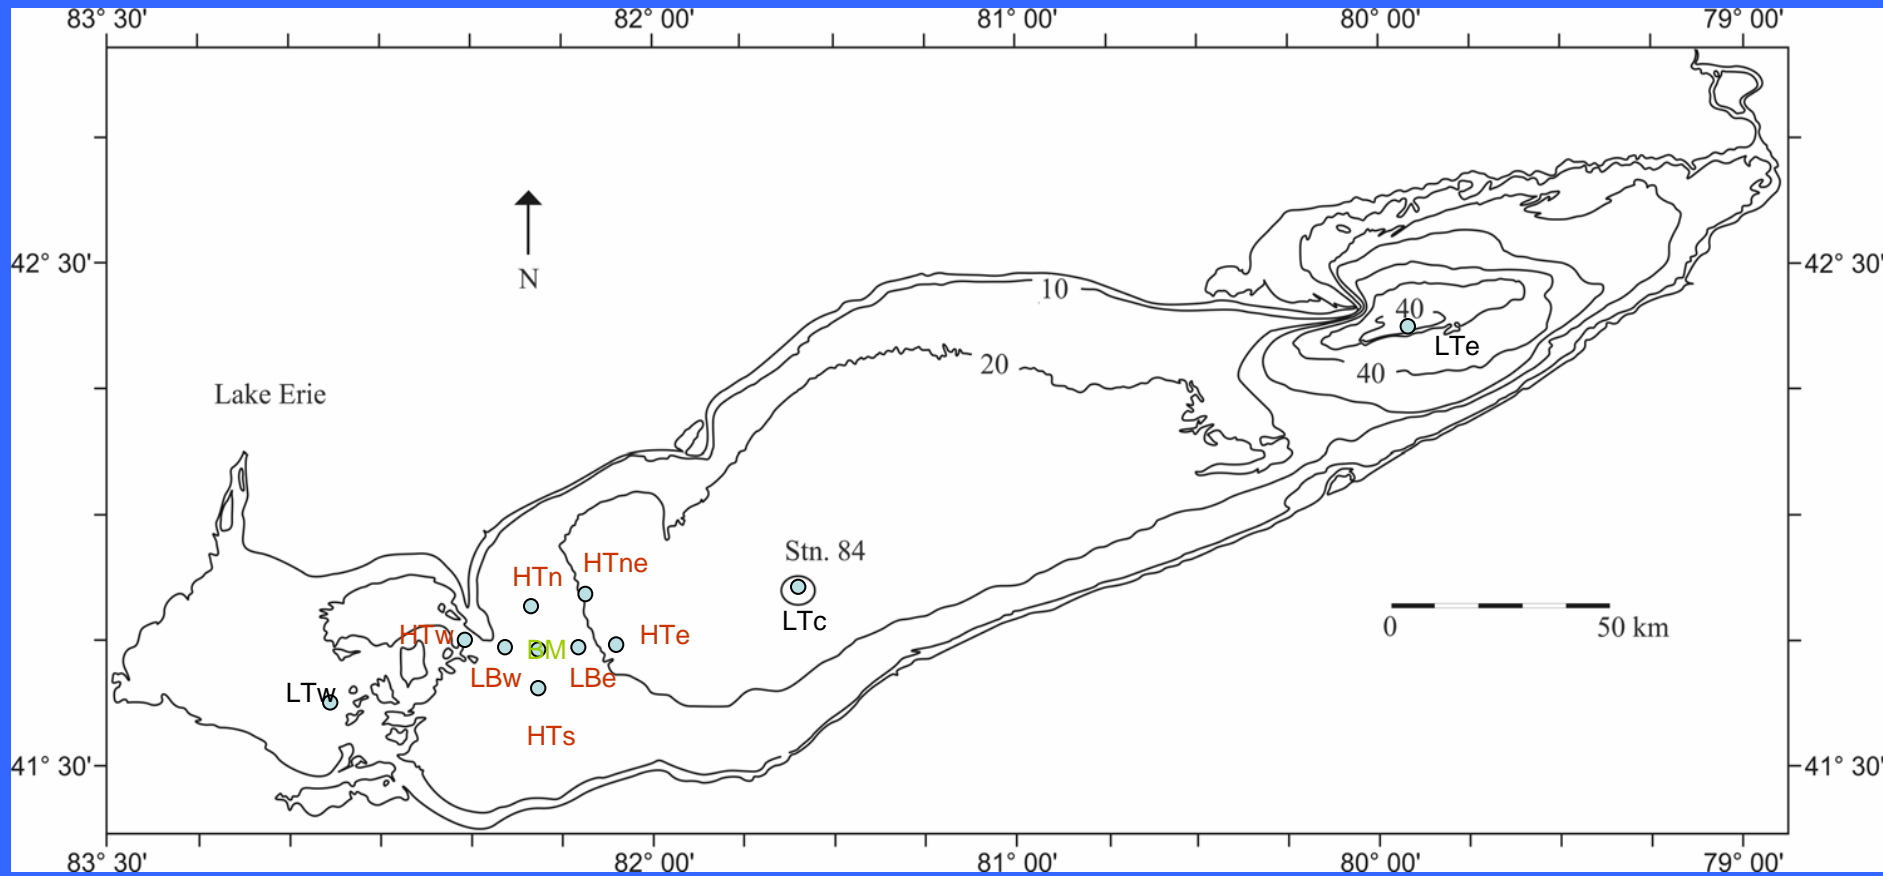 83° 30'
82° 00'
81° 00'
80° 00'
79° 00'
42° 30'
42° 30'
N
10
40
LTe
20
40
Lake Erie
Stn. 84
HTne
HTn
LTc
0
50 km
HTw
BM
HTe
LBw
LBe
LTw
HTs
41° 30'
41° 30'
83° 30'
82° 00'
81° 00'
80° 00'
79° 00'